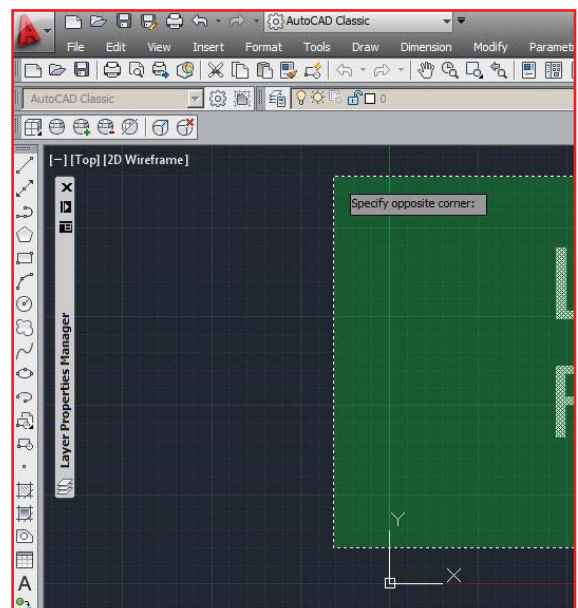 AutoCAD Classic
File Edit View Insert Format Tools Draw Dimension Modify Paramet
AutoCAD Classic 0
[−] [Top] [2D Wireframe]
Specify opposite corner:
L
Layer Properties Manager
Y
X
A